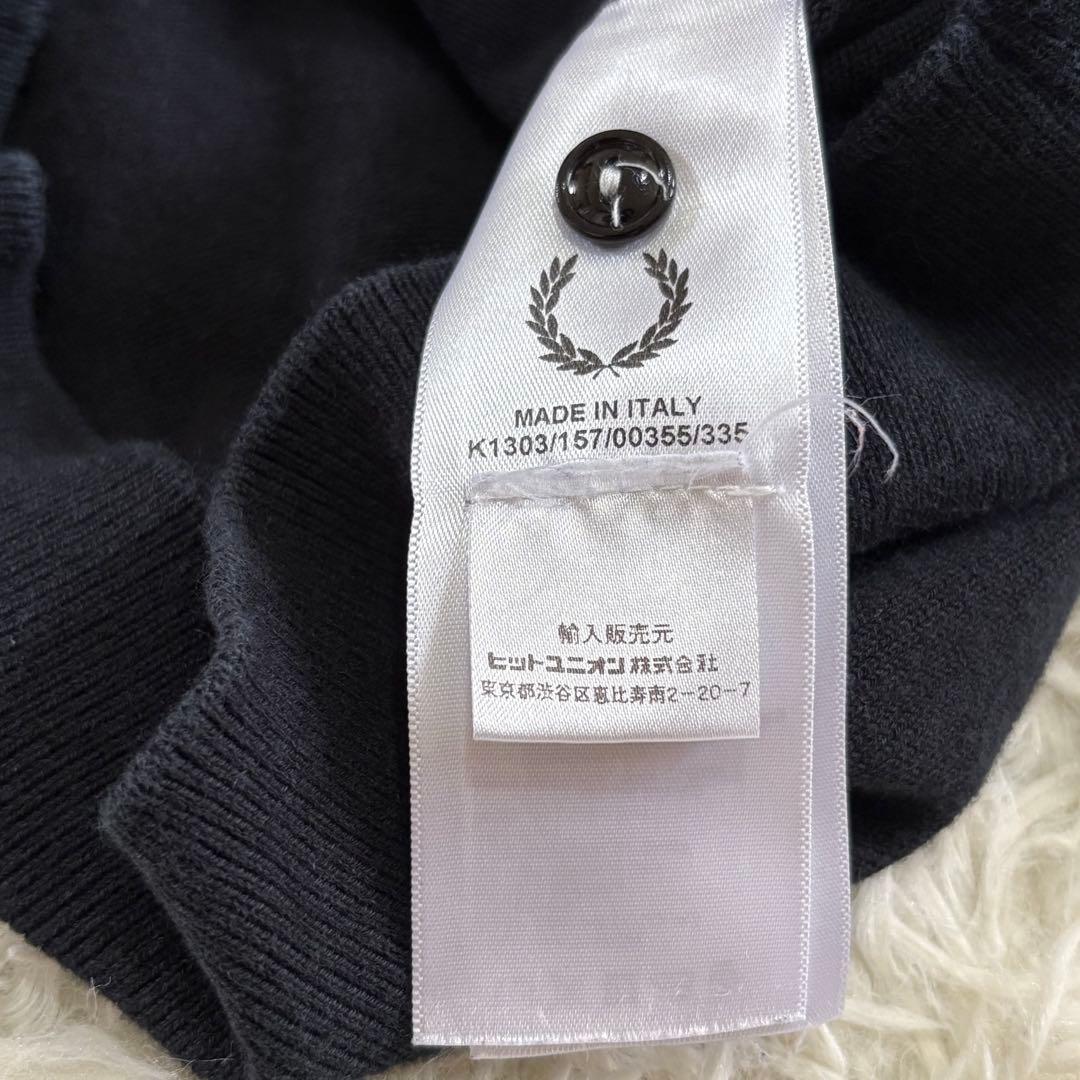 MADE IN ITALY
K1303/157/00355/335
輸入販売元
ヒットユニオン株式会社
東京都渋谷区恵比寿南2-20-7